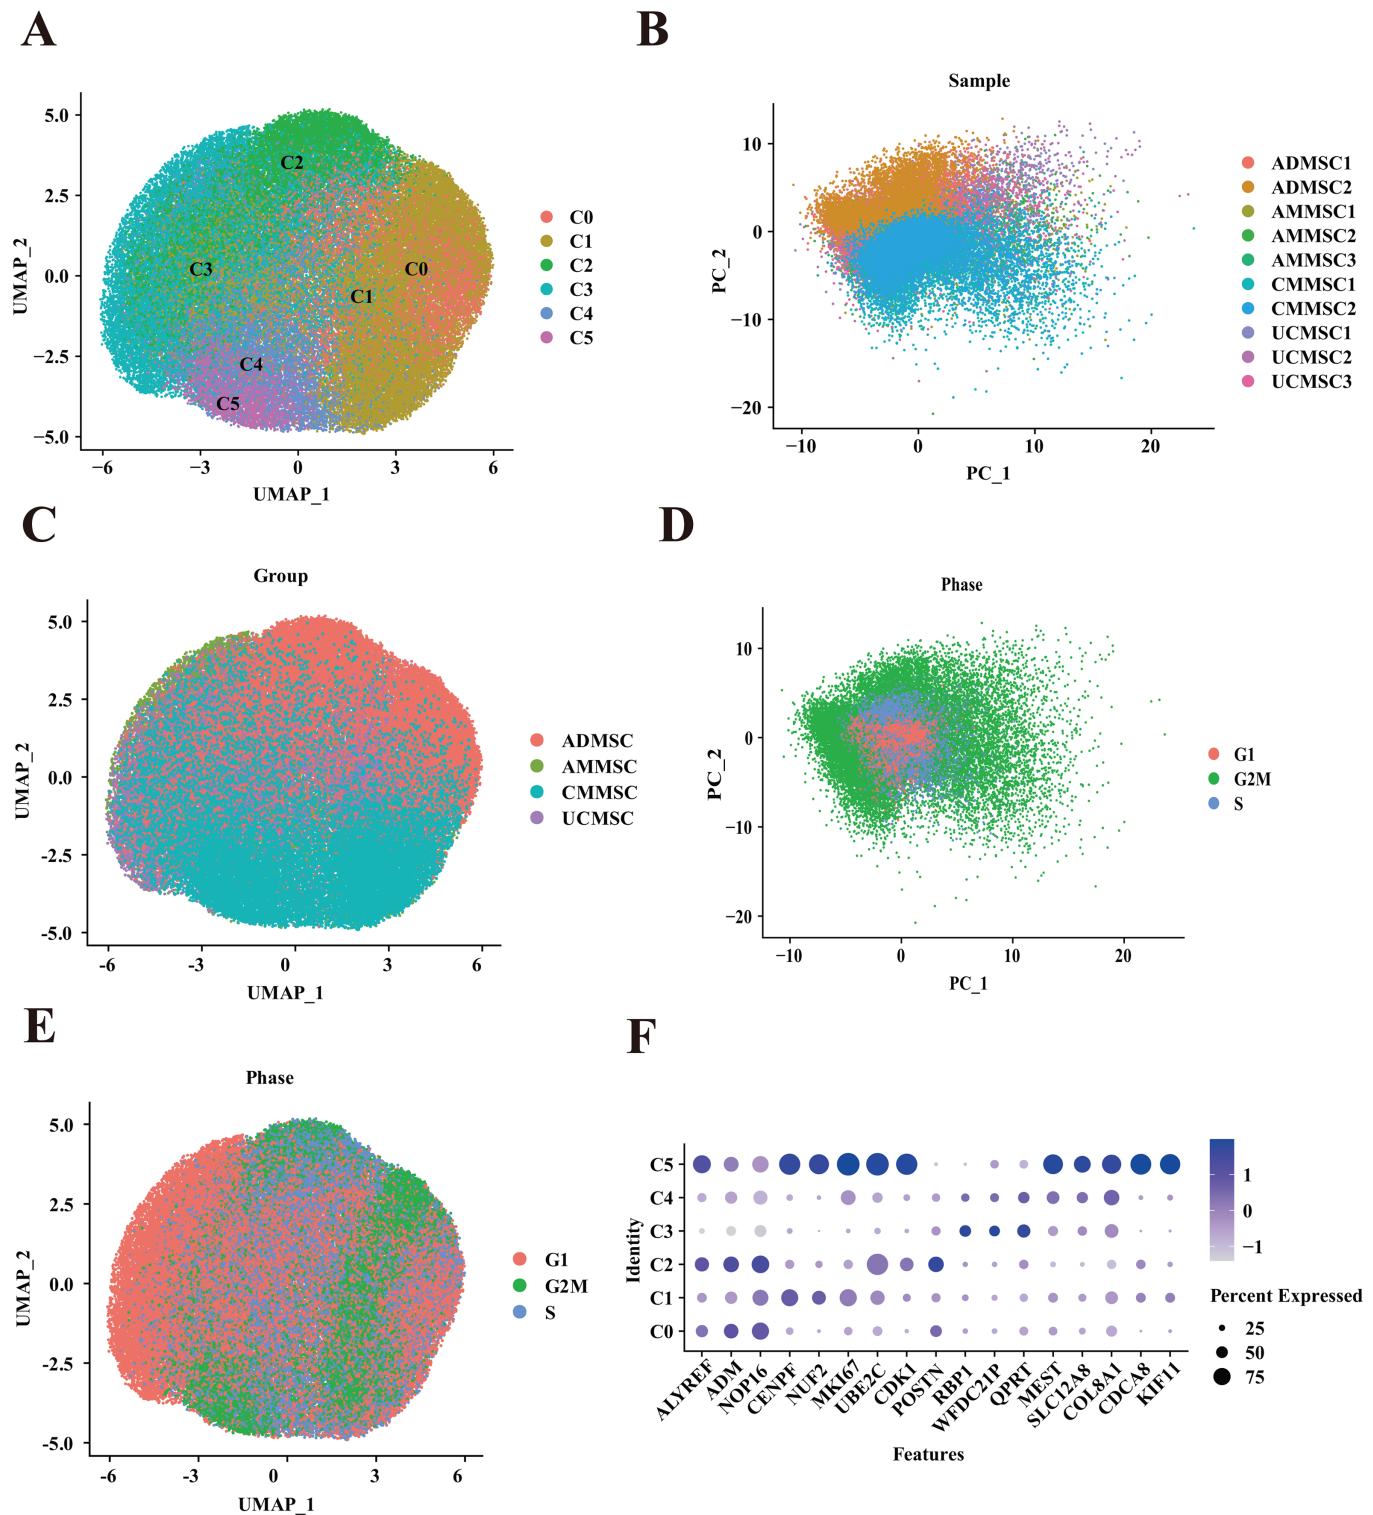 A
5.0
2.5
0.0
−2.5
−5.0
UMAP_2
−6
−3
0
3
6
UMAP_1
C2
C3
C0
C1
C4
C5
C0
C1
C2
C3
C4
C5
B
Sample
10
0
−10
−20
PC_2
−10
0
10
20
PC_1
ADMSC1
ADMSC2
AMMSC1
AMMSC2
AMMSC3
CMMSC1
CMMSC2
UCMSC1
UCMSC2
UCMSC3
C
Group
5.0
2.5
0.0
-2.5
-5.0
UMAP_2
-6
-3
0
3
6
UMAP_1
ADMSC
AMMSC
CMMSC
UCMSC
D
Phase
10
0
−10
−20
PC_2
−10
0
10
20
PC_1
G1
G2M
S
E
Phase
5.0
2.5
0.0
-2.5
-5.0
UMAP_2
-6
-3
0
3
6
UMAP_1
G1
G2M
S
F
C5
C4
C3
C2
C1
C0
Identity
ALYREF
ADM
NOP16
CENPF
NUF2
MKI67
UBE2C
CDK1
POSTN
RBP1
WFDC21P
QPRT
MEST
SLC12A8
COL8A1
CDCA8
KIF11
Features
1
0
−1
Percent Expressed
25
50
75